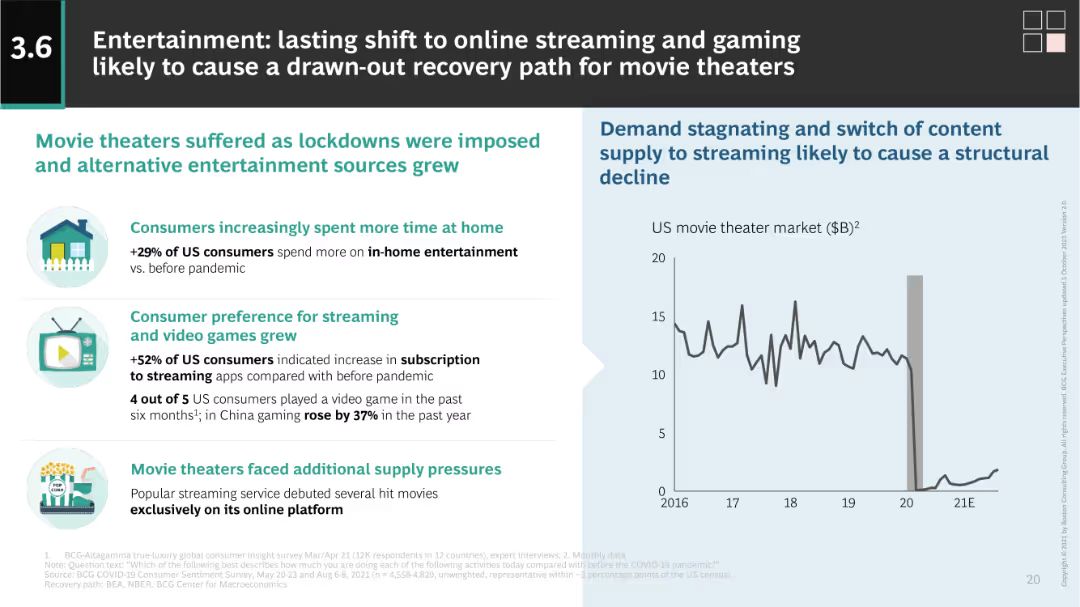 3.6
Entertainment: lasting shift to online streaming and gaming
likely to cause a drawn-out recovery path for movie theaters
Movie theaters suffered as lockdowns were imposed
and alternative entertainment sources grew
Consumers increasingly spent more time at home
+29% of US consumers spend more on in-home entertainment
vs. before pandemic
Consumer preference for streaming
and video games grew
+52% of US consumers indicated increase in subscription
to streaming apps compared with before pandemic
4 out of 5 US consumers played a video game in the past
six months¹; in China gaming rose by 37% in the past year
POP
CORN
Movie theaters faced additional supply pressures
Popular streaming service debuted several hit movies
exclusively on its online platform
Demand stagnating and switch of content
supply to streaming likely to cause a structural
decline
US movie theater market ($B)²
20
15
10
5
0
2016 17 18 19 20 21E
1. BCG-Altagamma true-luxury global consumer insight survey Mar/Apr 21 (12K respondents in 12 countries), expert interviews; 2. Monthly data
Note: Question text: "Which of the following best describes how much you are doing each of the following activities today compared with before the COVID-19 pandemic?"
Source: BCG COVID-19 Consumer Sentiment Survey, May 20-23 and Aug 6-8, 2021 (n = 4,558-4,820, unweighted, representative within ~3 percentage points of the US census)
Recovery path: BEA, NBER, BCG Center for Macroeconomics
20
Copyright © 2021 by Boston Consulting Group. All rights reserved. BCG Executive Perspectives updated 5 October 2021 Version 2.0.